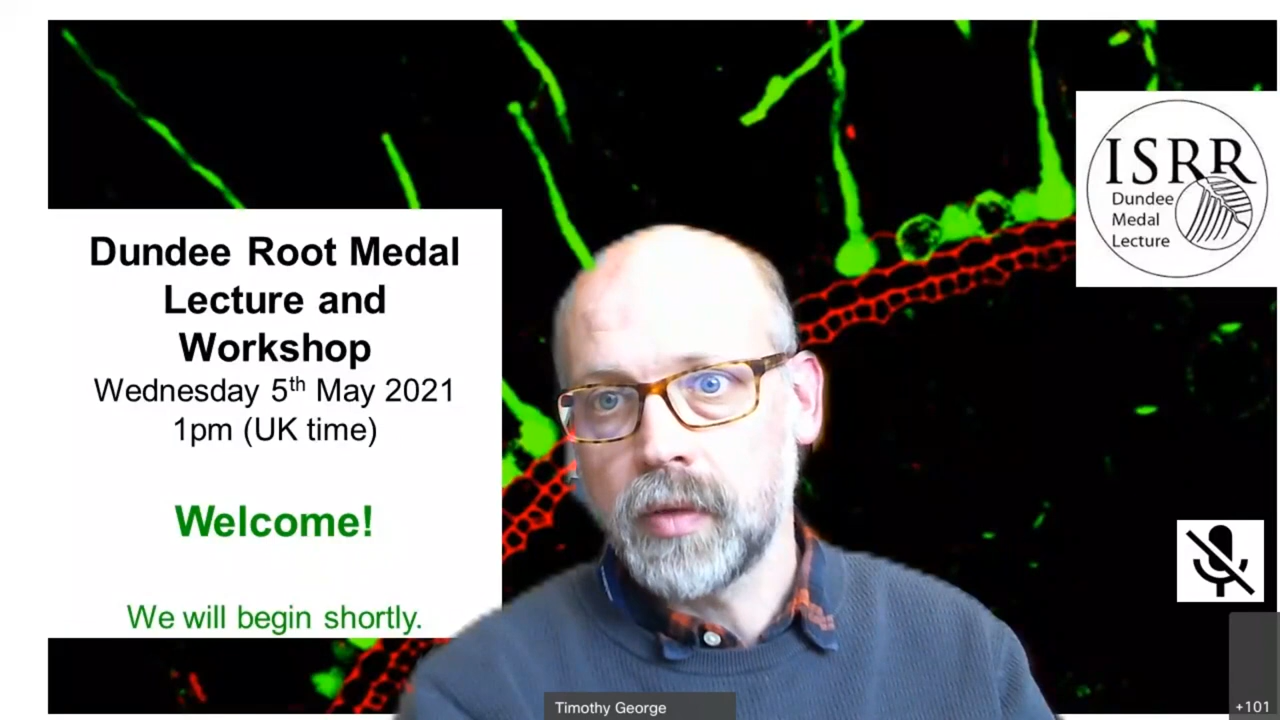 Dundee Root Medal
Lecture and
Workshop
Wednesday 5th May 2021
1pm (UK time)
Welcome!
We will begin shortly.
ISRR
Dundee
Medal
Lecture
Timothy George
+101